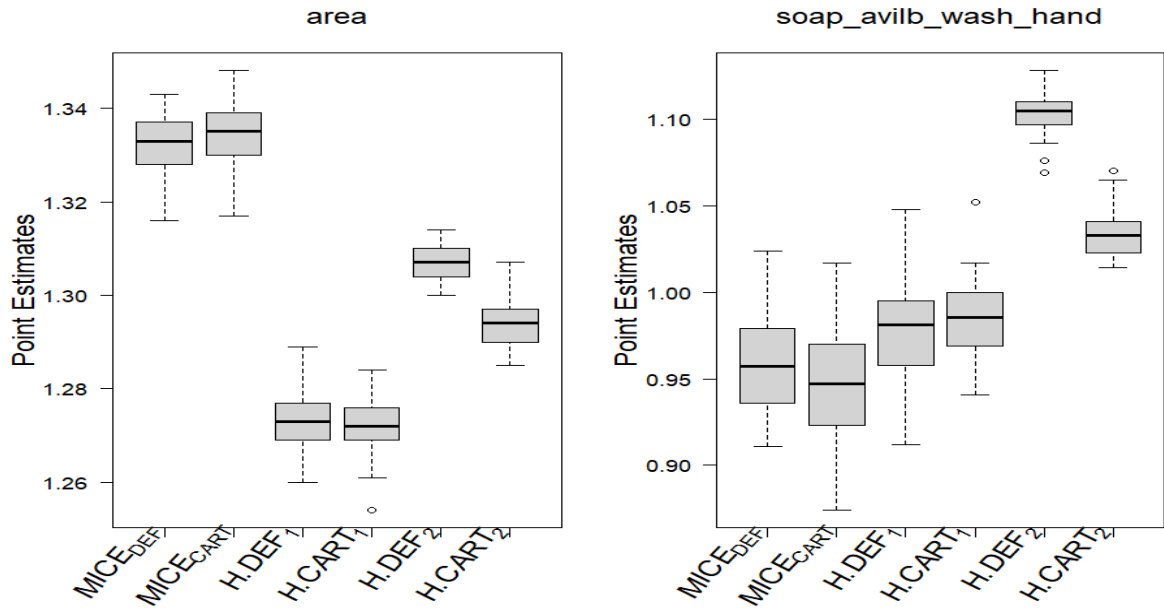 area
Point Estimates
1.34
1.32
1.30
1.28
1.26
MICE_DEF
MICE_CART
H.DEF_1
H.CART_1
H.DEF_2
H.CART_2
soap_avilb_wash_hand
Point Estimates
1.10
1.05
1.00
0.95
0.90
MICE_DEF
MICE_CART
H.DEF_1
H.CART_1
H.DEF_2
H.CART_2